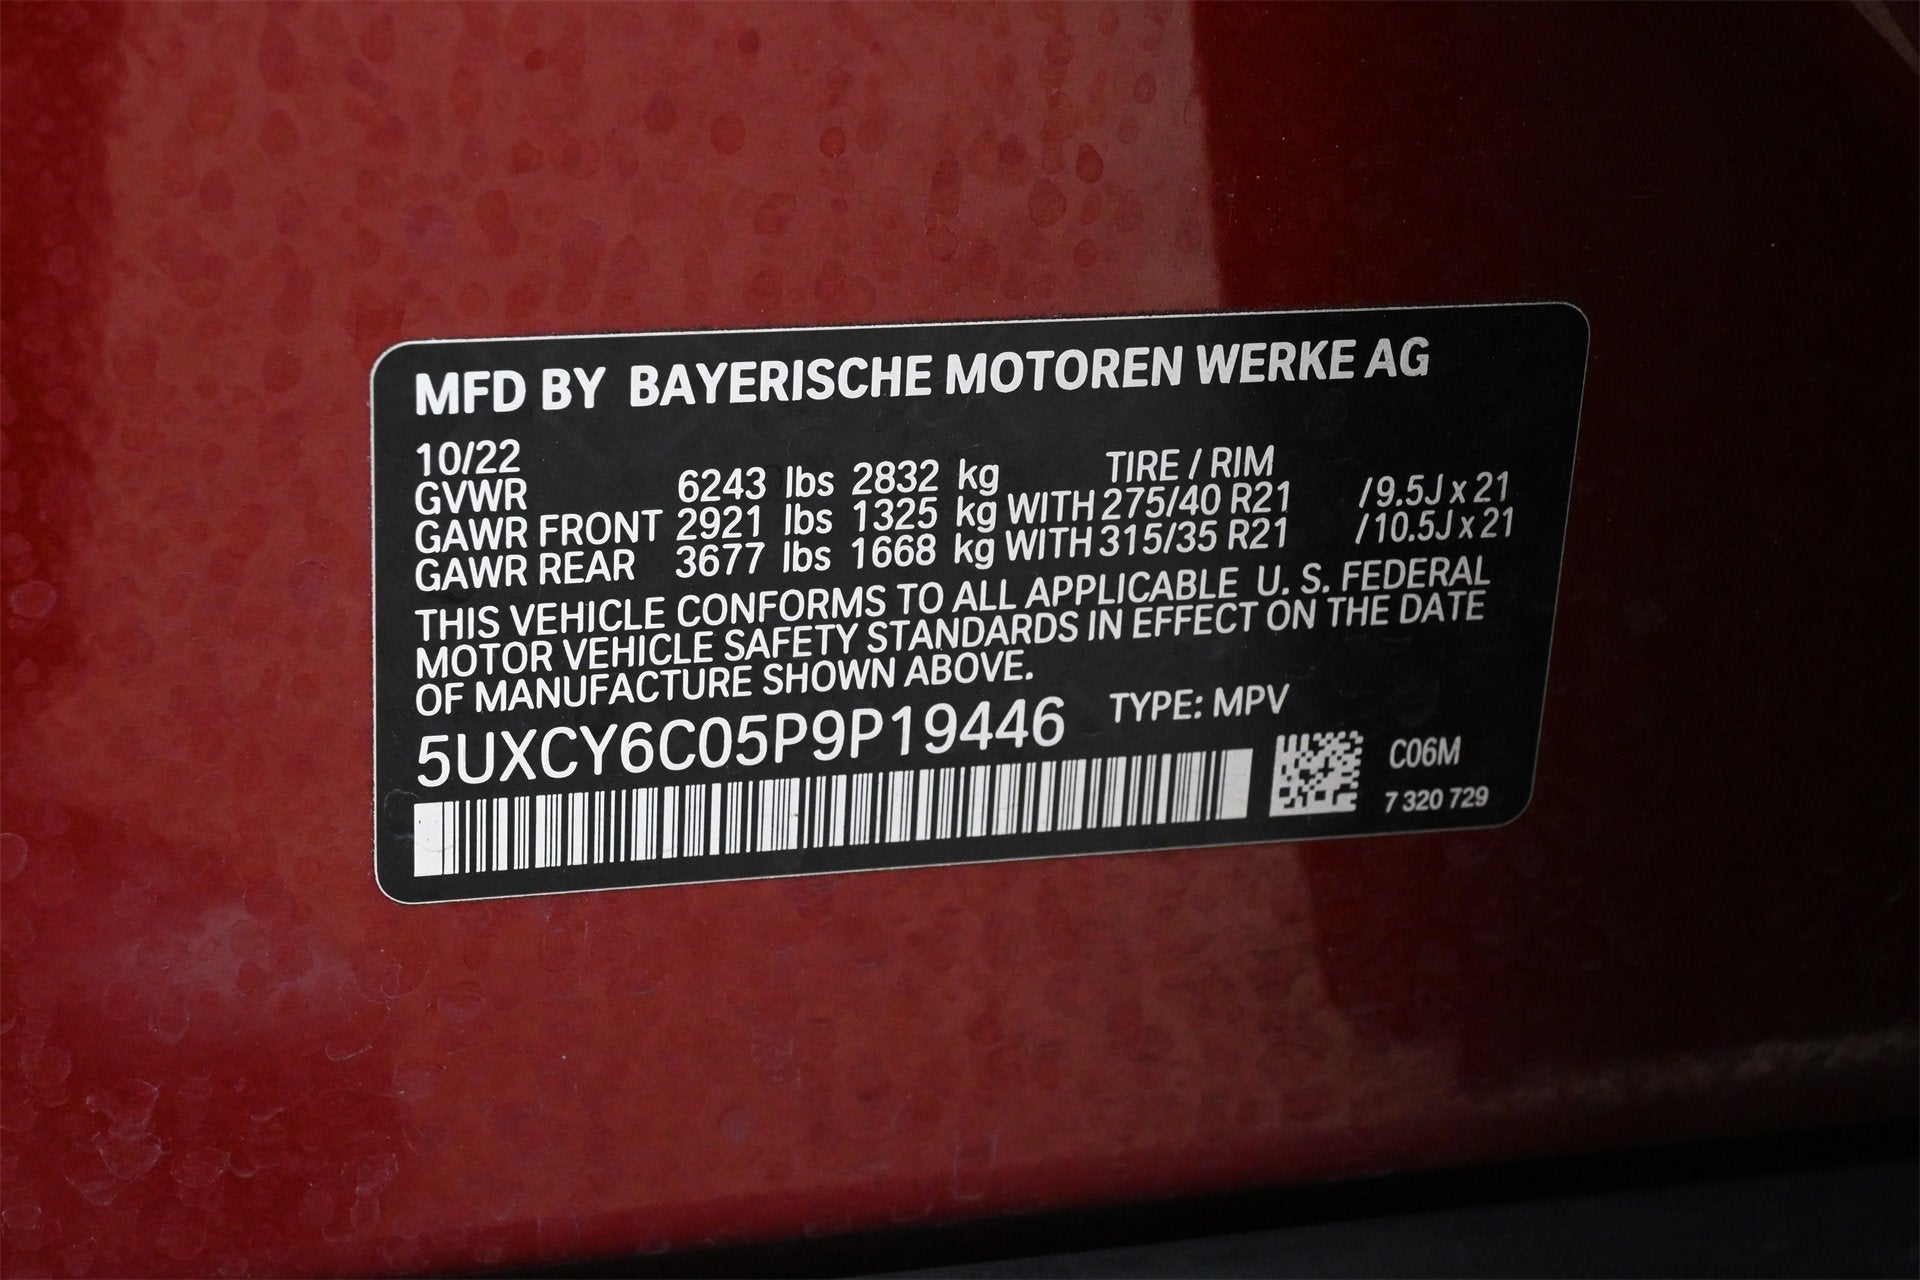 MFD BY BAYERISCHE MOTOREN WERKE AG
10/22 TIRE / RIM
GVWR 6243 lbs 2832 kg
GAWR FRONT 2921 lbs 1325 kg WITH 275/40 R21 /9.5J x 21
GAWR REAR 3677 lbs 1668 kg WITH 315/35 R21 /10.5J x 21
THIS VEHICLE CONFORMS TO ALL APPLICABLE U. S. FEDERAL
MOTOR VEHICLE SAFETY STANDARDS IN EFFECT ON THE DATE
OF MANUFACTURE SHOWN ABOVE.
5UXCY6C05P9P19446 TYPE: MPV
C06M
7 320 729